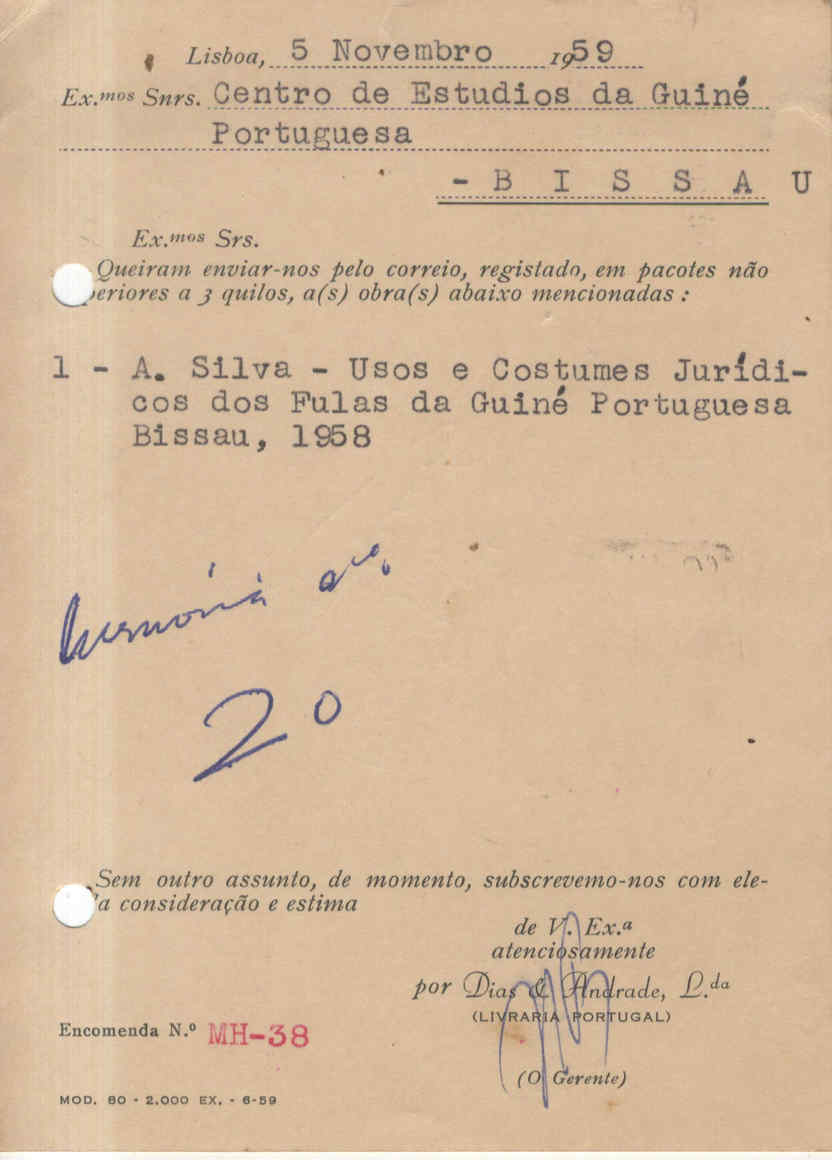 Lisboa, 5 Novembro 1959
Ex.mos Snrs. Centro de Estudios da Guiné
Portuguesa
- B I S S A U
Ex.mos Srs.
Queiram enviar-nos pelo correio, registado, em pacotes não
periores a 3 quilos, a(s) obra(s) abaixo mencionadas :
1 - A. Silva - Usos e Costumes Jurídi-
cos dos Fulas da Guiné Portuguesa
Bissau, 1958
Memória nº
20
Sem outro assunto, de momento, subscrevemo-nos com ele-
a consideração e estima
de V. Ex.a
atenciosamente
por Dias & Andrade, L.da
(LIVRARIA PORTUGAL)
Encomenda N.º MH-38
(O Gerente)
MOD. 80 - 2.000 EX. - 6-59